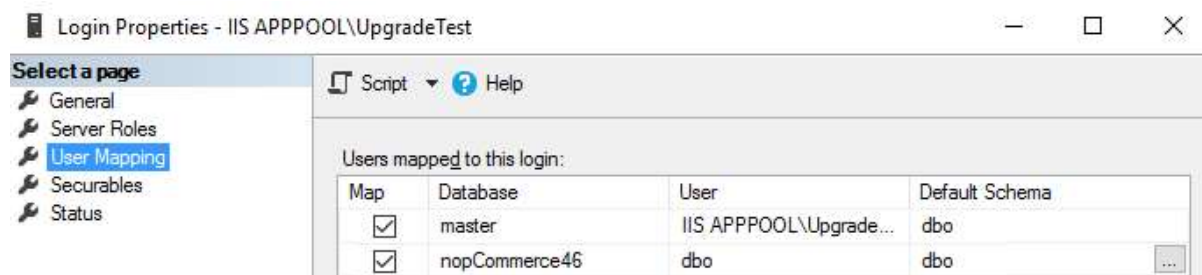 Login Properties - IIS APPPOOL\UpgradeTest
Select a page
General
Server Roles
User Mapping
Securables
Status
Script Help
Users mapped to this login:
Map Database User Default Schema
master IIS APPPOOL\Upgrade... dbo
nopCommerce46 dbo dbo ...